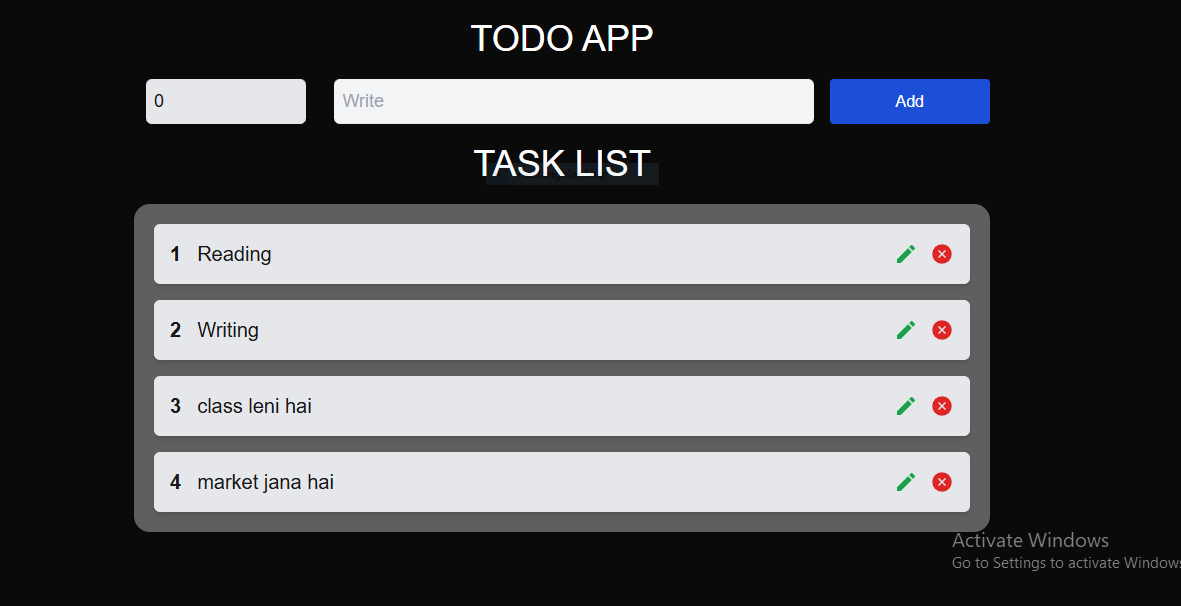 TODO APP
0 Write Add
TASK LIST
1 Reading
2 Writing
3 class leni hai
4 market jana hai
Activate Windows
Go to Settings to activate Windows